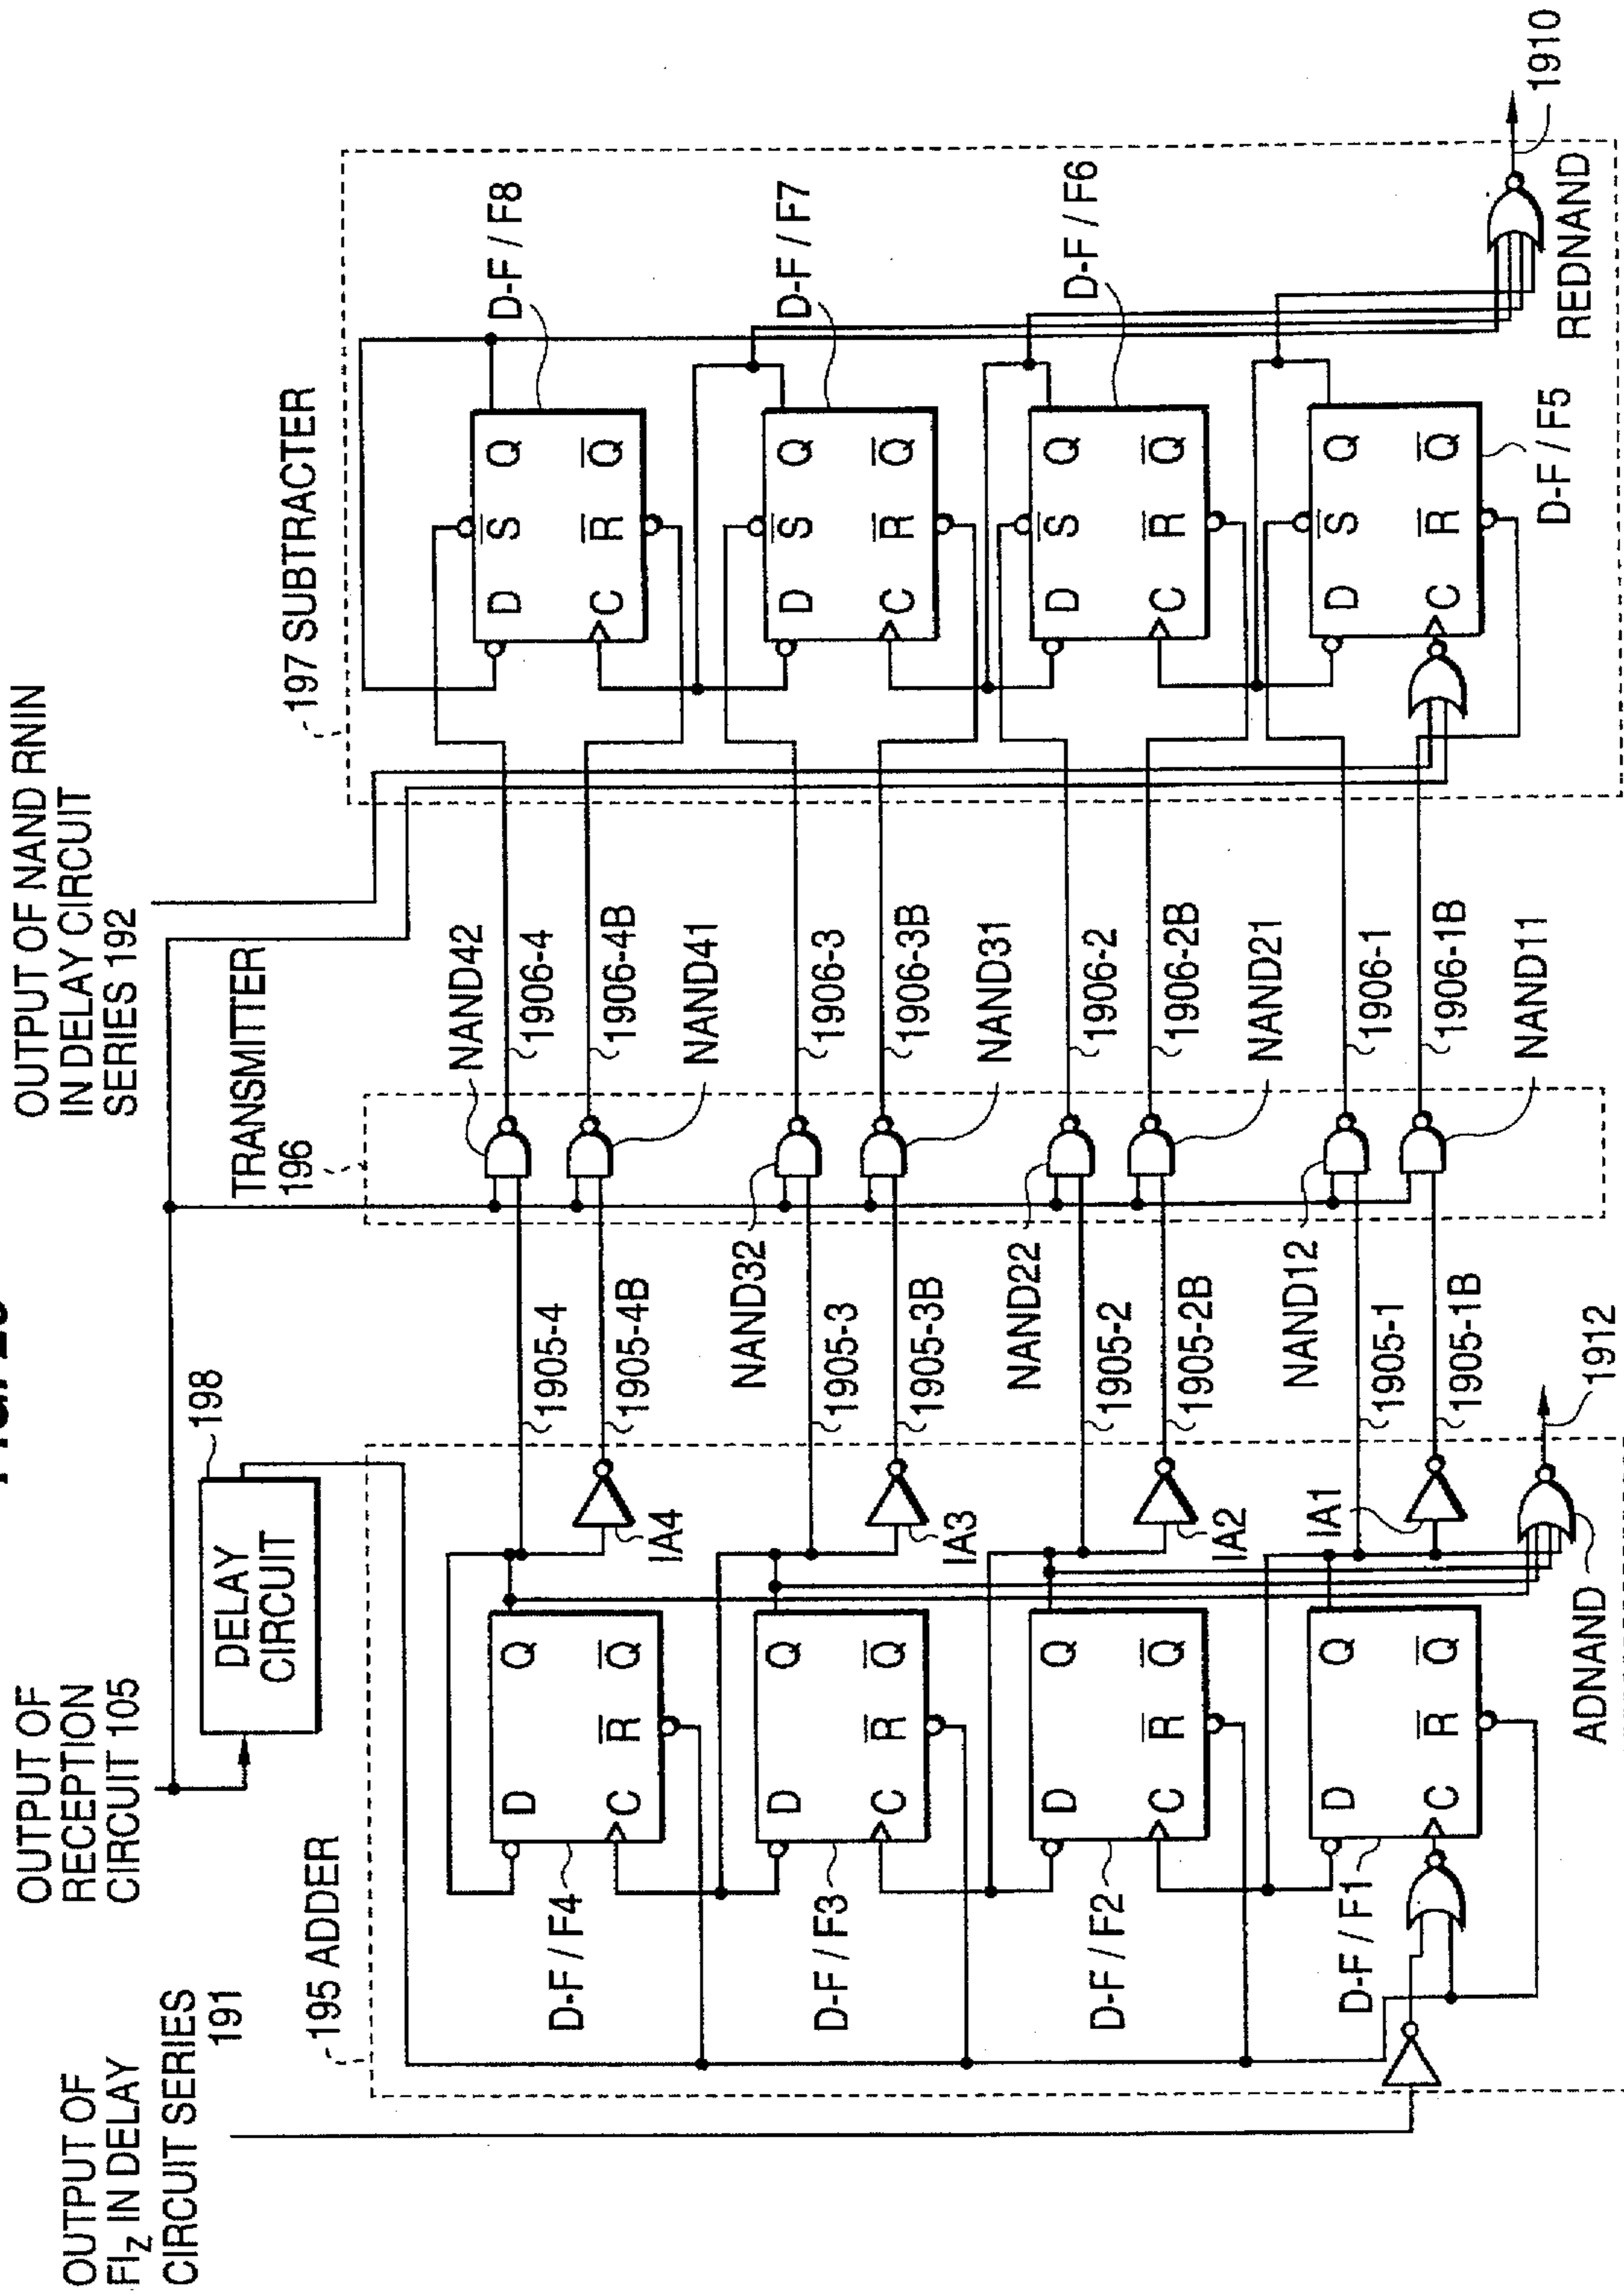 OUTPUT OF
FIZ IN DELAY
CIRCUIT SERIES
191
OUTPUT OF
RECEPTION
CIRCUIT 105
OUTPUT OF NAND RNIN
IN DELAY CIRCUIT
SERIES 192
195 ADDER
DELAY
CIRCUIT
198
TRANSMITTER
196
197 SUBTRACTER
D
Q
C
R
Q
D-F / F4
IA4
1905-4
1905-4B
NAND42
1906-4
1906-4B
NAND41
D
S
Q
C
R
Q
D-F / F8
D
Q
C
R
Q
D-F / F3
IA3
NAND32
1905-3
1905-3B
1906-3
1906-3B
NAND31
D
S
Q
C
R
Q
D-F / F7
D
Q
C
R
Q
D-F / F2
IA2
NAND22
1905-2
1905-2B
1906-2
1906-2B
NAND21
D
S
Q
C
R
Q
D-F / F6
D
Q
C
R
Q
D-F / F1
IA1
NAND12
1905-1
1905-1B
1906-1
1906-1B
NAND11
D
S
Q
C
R
Q
D-F / F5
ADNAND
1912
REDNAND
1910